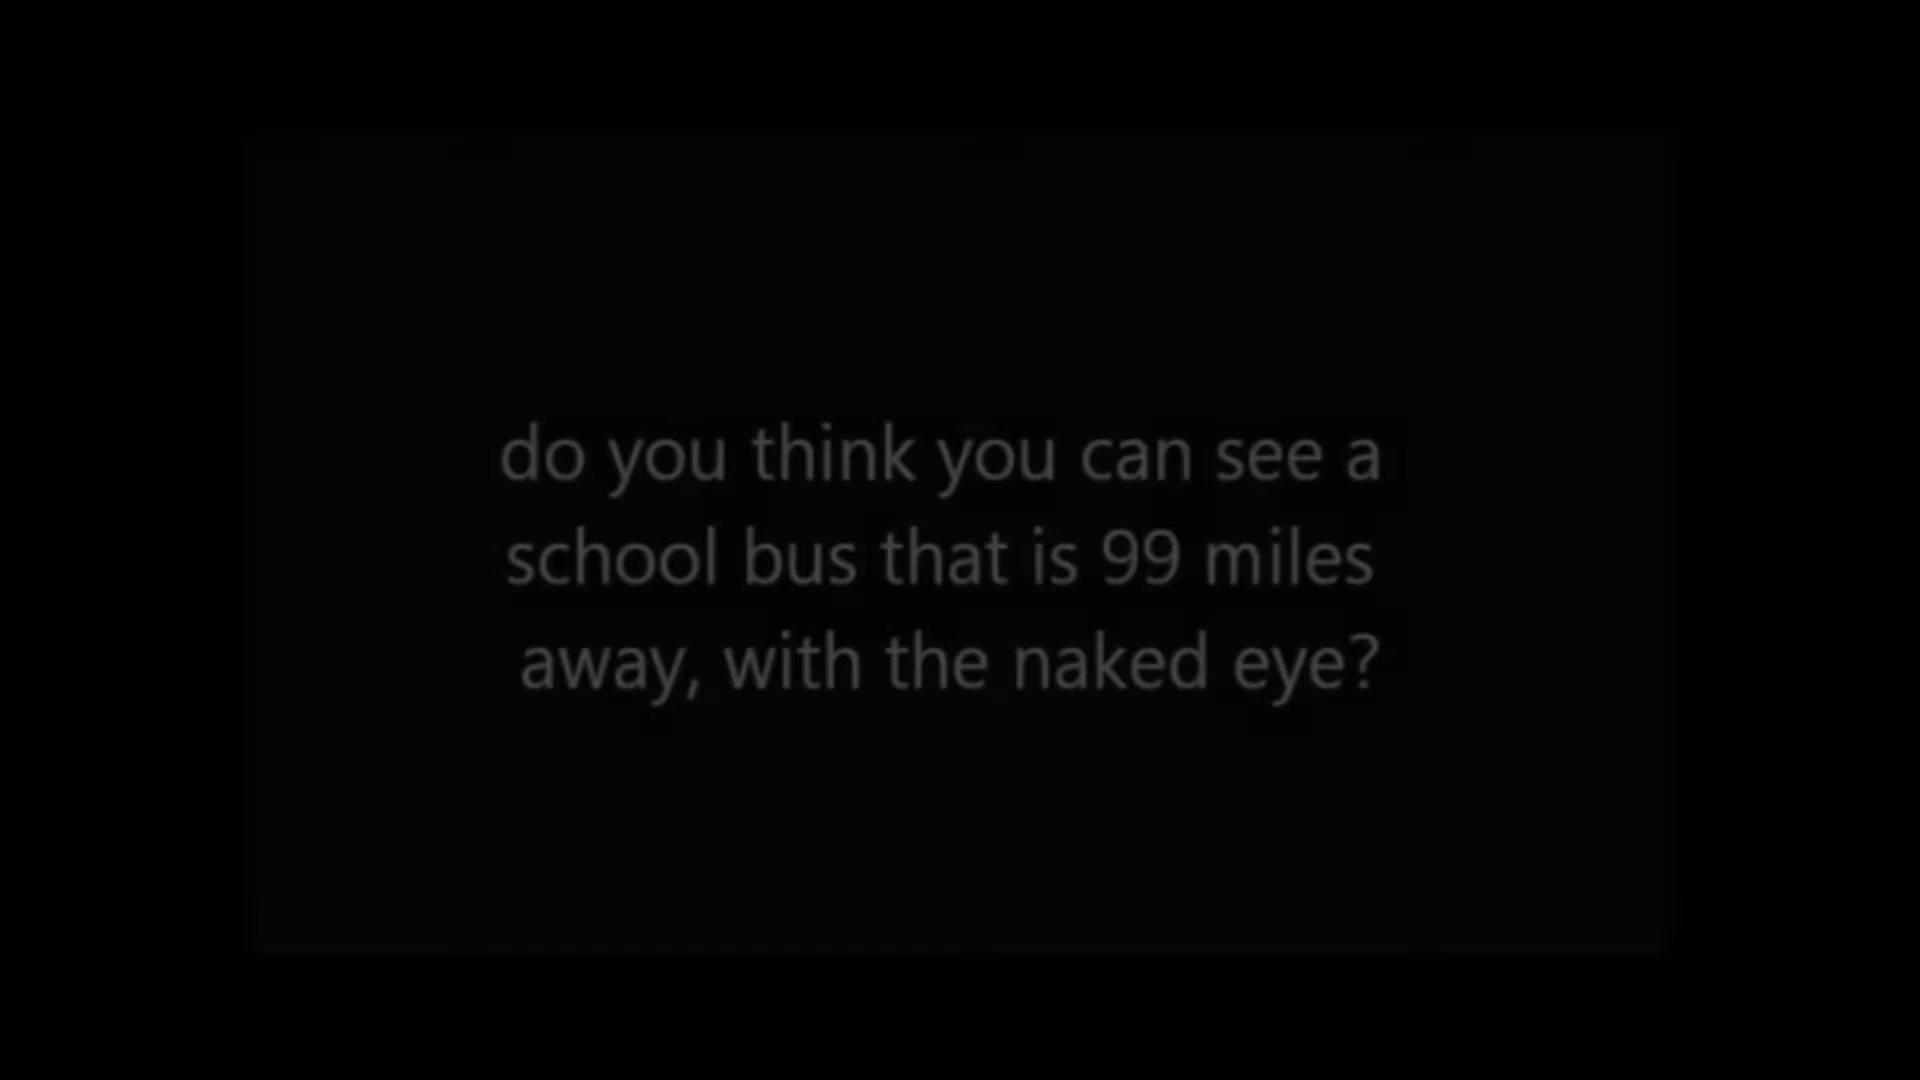 do you think you can see a
school bus that is 99 miles
away, with the naked eye?